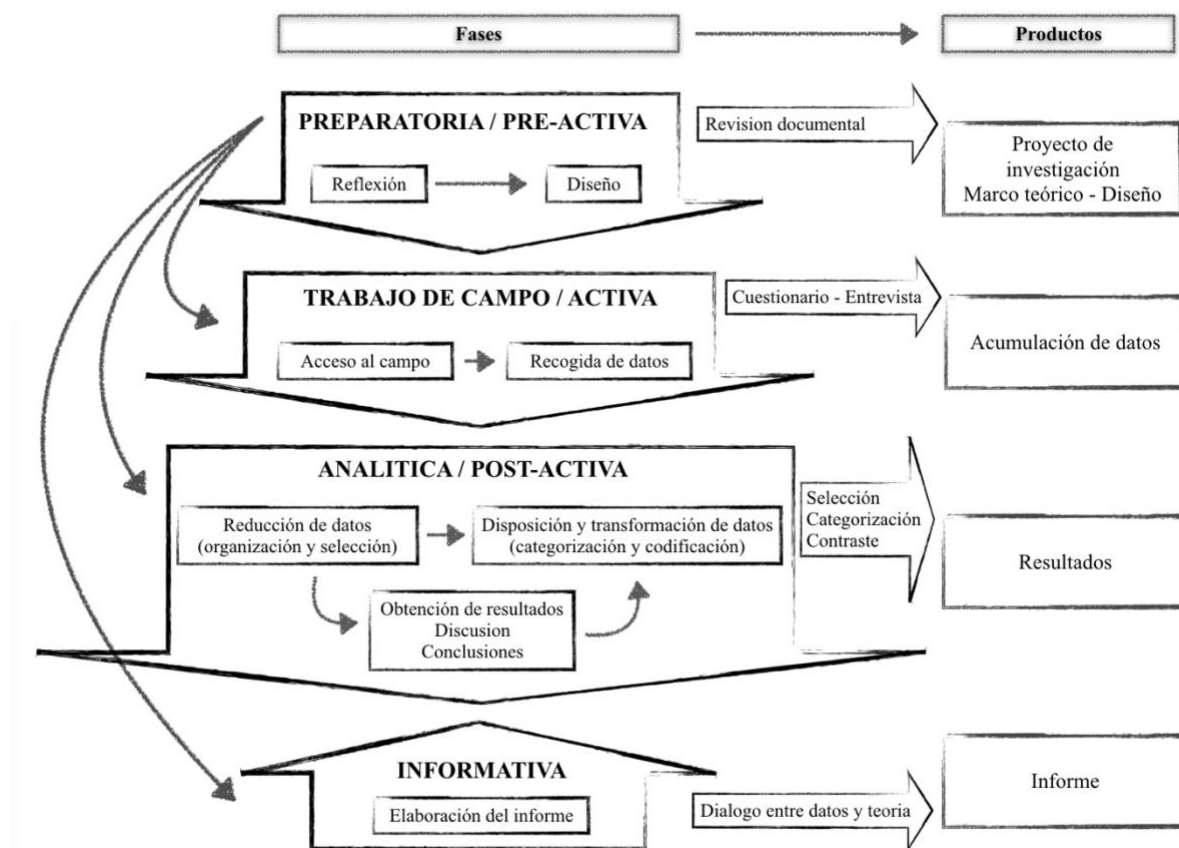 Fases
Productos
PREPARATORIA / PRE-ACTIVA
Reflexión
Diseño
Revision documental
Proyecto de
investigación
Marco teórico - Diseño
TRABAJO DE CAMPO / ACTIVA
Acceso al campo
Recogida de datos
Cuestionario - Entrevista
Acumulación de datos
ANALITICA / POST-ACTIVA
Reducción de datos
(organización y selección)
Disposición y transformación de datos
(categorización y codificación)
Obtención de resultados
Discusion
Conclusiones
Selección
Categorización
Contraste
Resultados
INFORMATIVA
Elaboración del informe
Dialogo entre datos y teoria
Informe